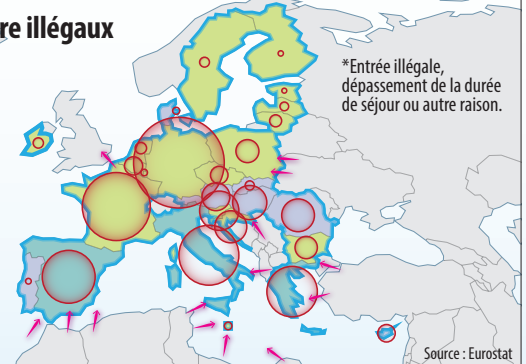 re illégaux
*Entrée illégale,
dépassement de la durée
de séjour ou autre raison.
Source : Eurostat